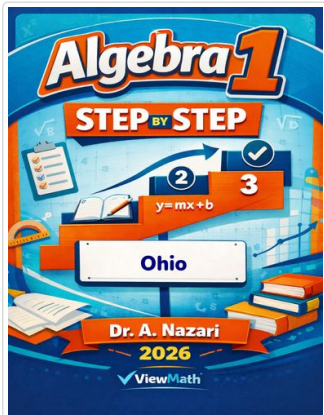 Algebra 1
STEP BY STEP
√B
√D
2
3
y=mx+b
Ohio
Dr. A. Nazari
2026
ViewMath